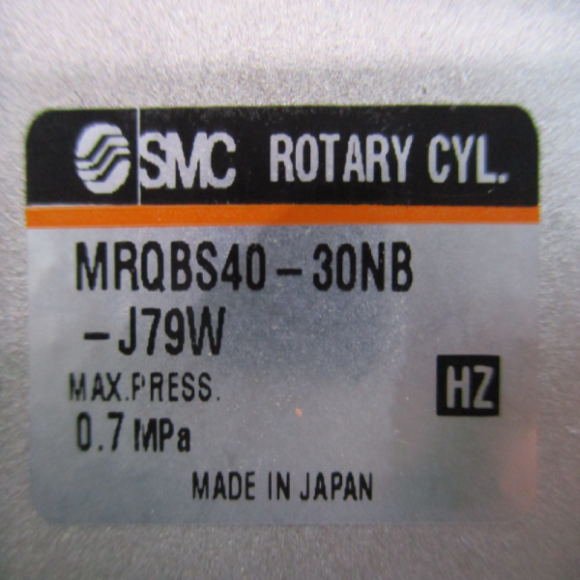 SMC ROTARY CYL.
MRQBS40-30NB
-J79W
MAX.PRESS.
0.7 MPa
HZ
MADE IN JAPAN